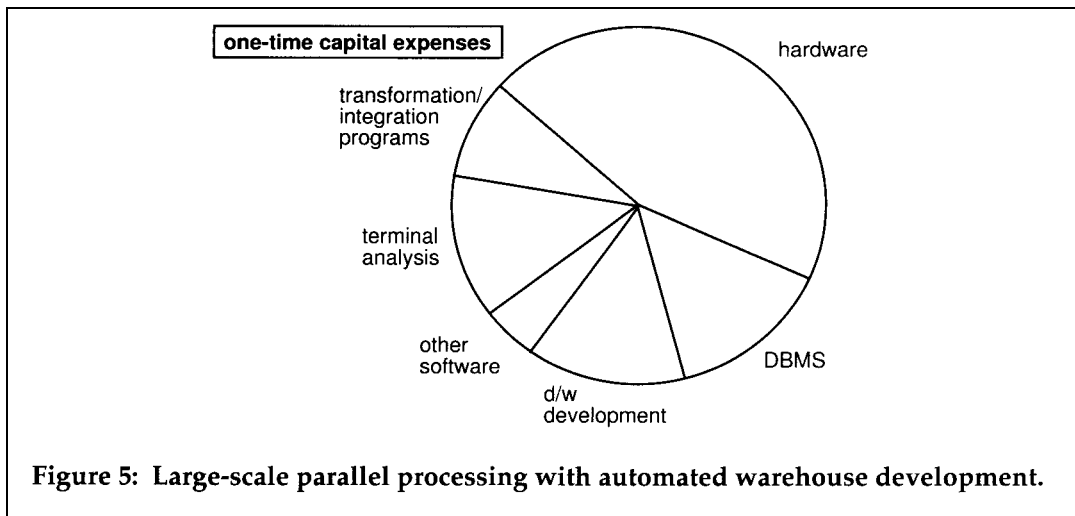 one-time capital expenses
hardware
transformation/
integration
programs
terminal
analysis
other
software
d/w
development
DBMS
Figure 5: Large-scale parallel processing with automated warehouse development.